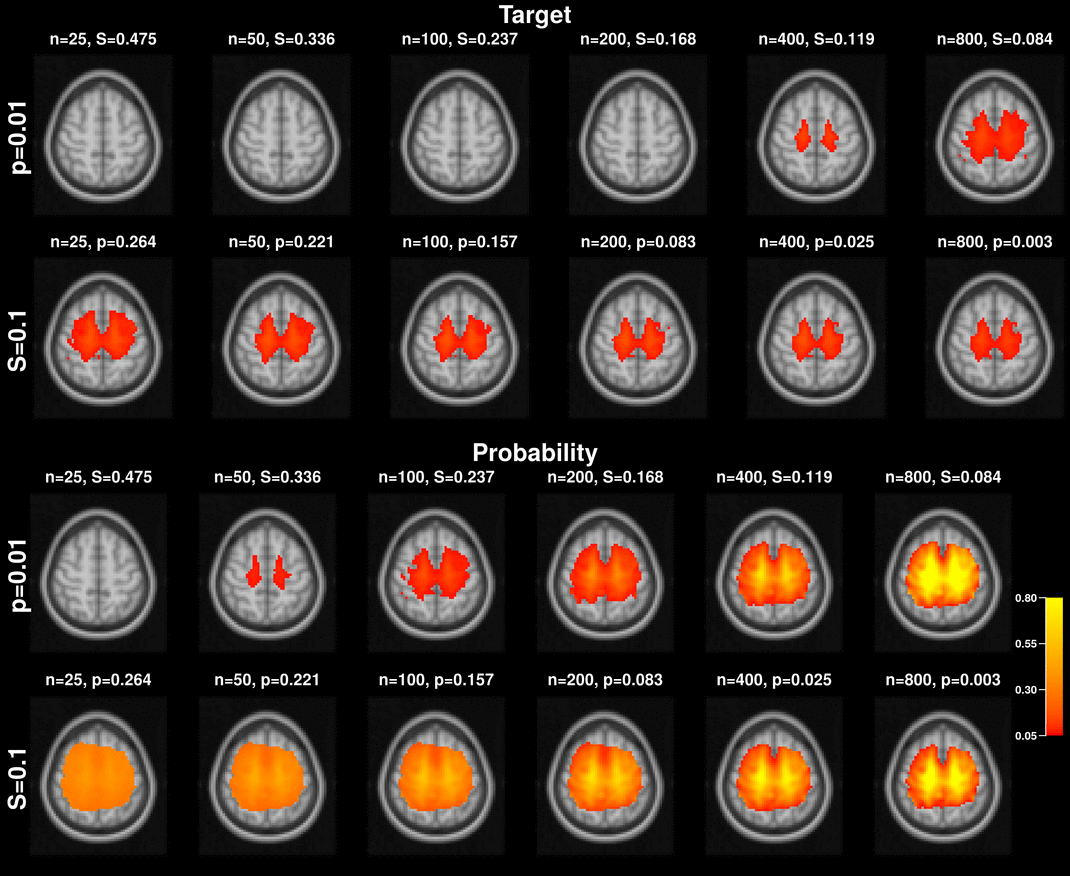 Target
n=25, S=0.475 n=50, S=0.336 n=100, S=0.237 n=200, S=0.168 n=400, S=0.119 n=800, S=0.084
p=0.01
n=25, p=0.264 n=50, p=0.221 n=100, p=0.157 n=200, p=0.083 n=400, p=0.025 n=800, p=0.003
S=0.1
Probability
n=25, S=0.475 n=50, S=0.336 n=100, S=0.237 n=200, S=0.168 n=400, S=0.119 n=800, S=0.084
p=0.01
0.80
0.55
0.30
0.05
n=25, p=0.264 n=50, p=0.221 n=100, p=0.157 n=200, p=0.083 n=400, p=0.025 n=800, p=0.003
S=0.1